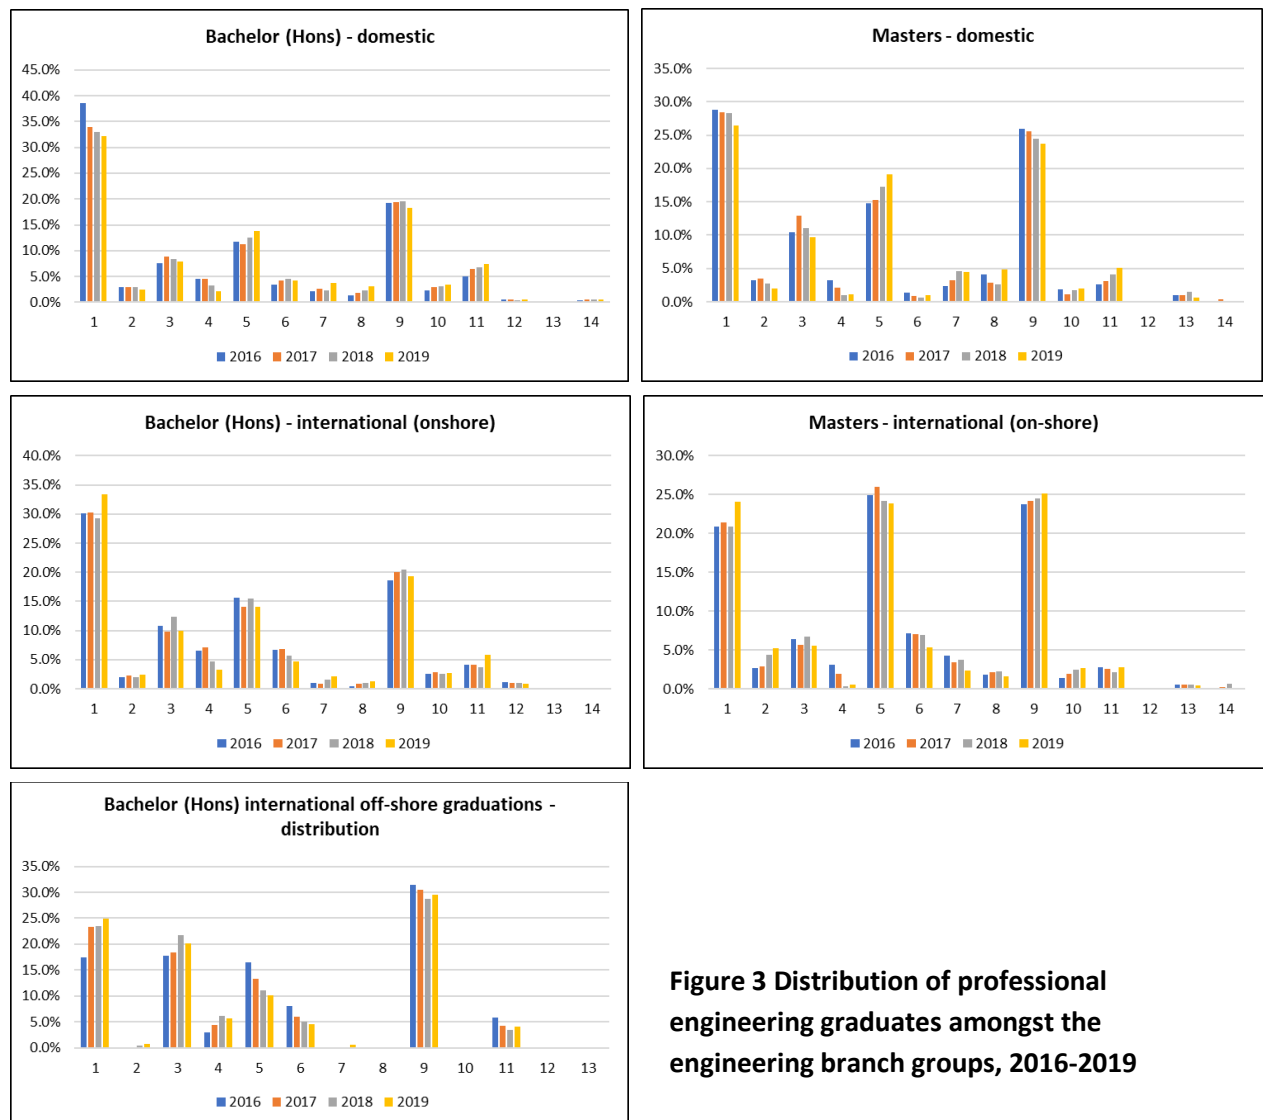 Bachelor (Hons) - domestic
45.0%
40.0%
35.0%
30.0%
25.0%
20.0%
15.0%
10.0%
5.0%
0.0%
1 2 3 4 5 6 7 8 9 10 11 12 13 14
2016 2017 2018 2019
Masters - domestic
35.0%
30.0%
25.0%
20.0%
15.0%
10.0%
5.0%
0.0%
1 2 3 4 5 6 7 8 9 10 11 12 13 14
2016 2017 2018 2019
Bachelor (Hons) - international (onshore)
40.0%
35.0%
30.0%
25.0%
20.0%
15.0%
10.0%
5.0%
0.0%
1 2 3 4 5 6 7 8 9 10 11 12 13 14
2016 2017 2018 2019
Masters - international (on-shore)
30.0%
25.0%
20.0%
15.0%
10.0%
5.0%
0.0%
1 2 3 4 5 6 7 8 9 10 11 12 13 14
2016 2017 2018 2019
Bachelor (Hons) international off-shore graduations -
distribution
35.0%
30.0%
25.0%
20.0%
15.0%
10.0%
5.0%
0.0%
1 2 3 4 5 6 7 8 9 10 11 12 13
2016 2017 2018 2019
Figure 3 Distribution of professional
engineering graduates amongst the
engineering branch groups, 2016-2019